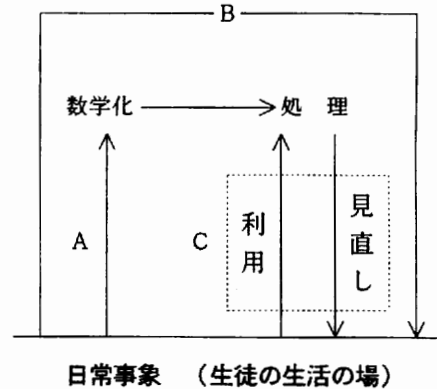 B
数学化
処理
A
C
利用
見直し
日常事象 (生徒の生活の場)